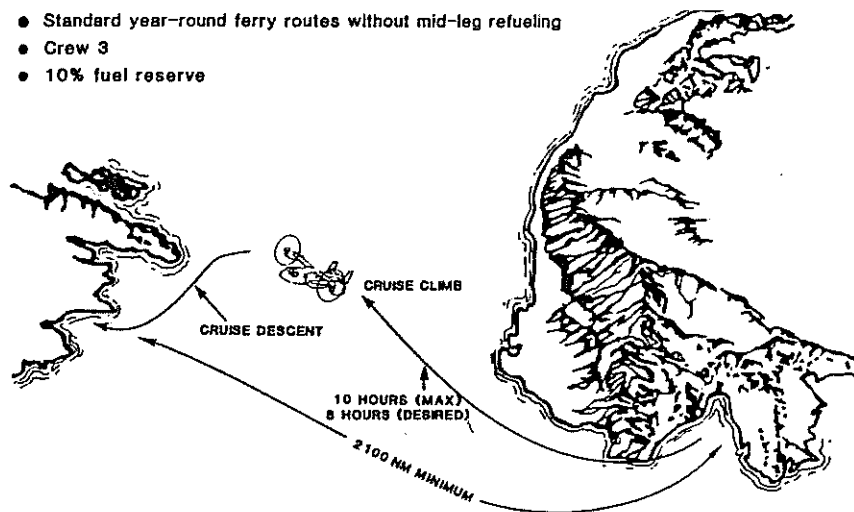 ● Standard year-round ferry routes without mid-leg refueling
● Crew 3
● 10% fuel reserve
CRUISE CLIMB
CRUISE DESCENT
10 HOURS (MAX)
8 HOURS (DESIRED)
2100 NM MINIMUM